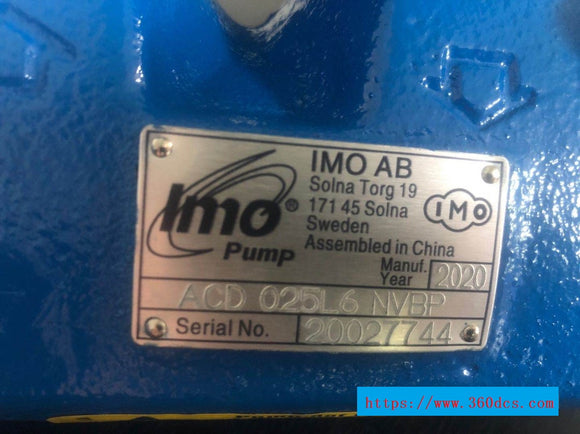 IMO AB
Solna Torg 19
171 45 Solna
Sweden
Assembled in China
Imo®
Pump
IMO
Manuf.
Year
2020
ACD 025L6 NVBP
Serial No.
20027744
https://www.360dcs.com